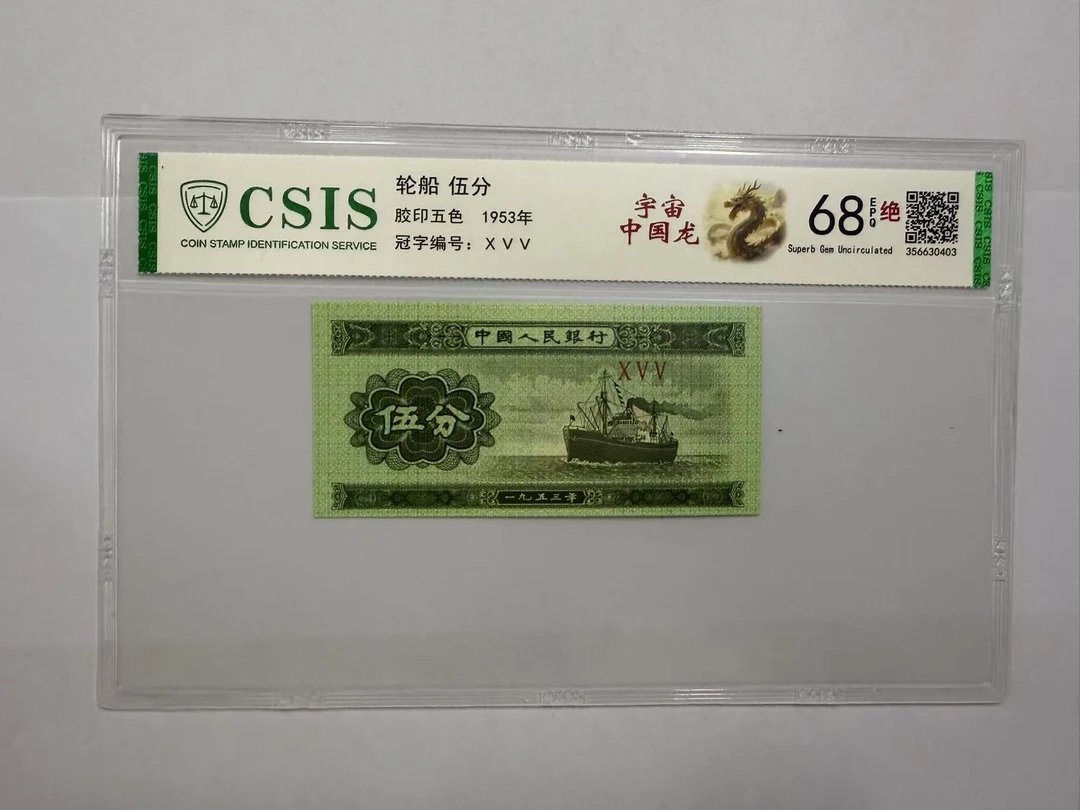 CSIS
COIN STAMP IDENTIFICATION SERVICE
轮船 伍分
胶印五色 1953年
冠字编号：XVV
宇宙
中国龙
68 EPQ 绝
Superb Gem Uncirculated
356630403
中國人民銀行
XVV
伍分
一九五三年